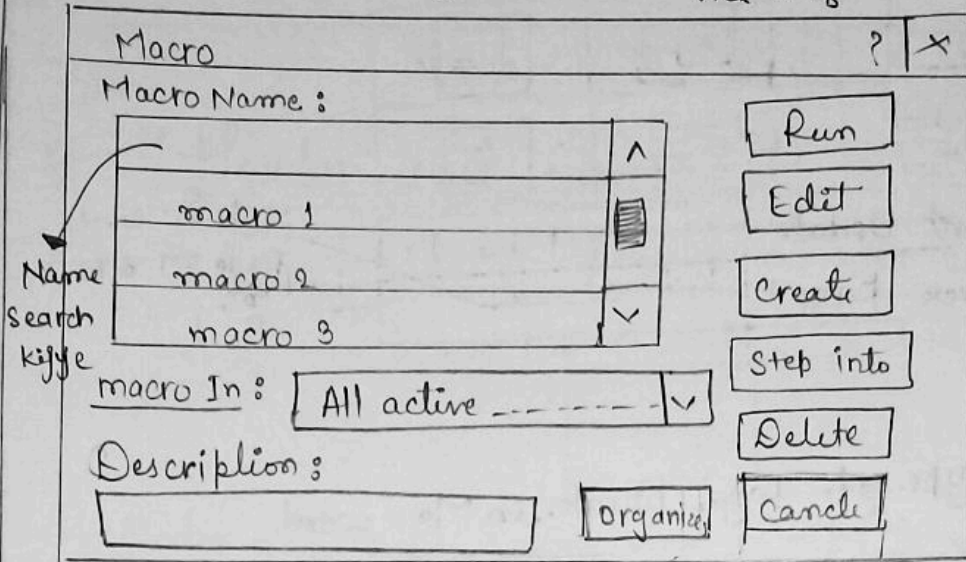 Macro ? ×
Macro Name :
Run
Edit
macro 1
Name
search
kijye
macro 2
Create
macro 3
Step into
macro In : All active ---------
Delete
Description :
Organize
Cancle